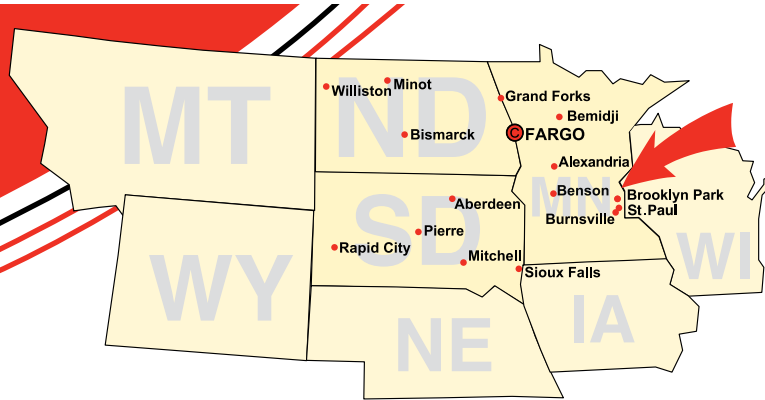 MT
ND
Williston
Minot
Grand Forks
Bemidji
Bismarck
C FARGO
Alexandria
MN
Benson
Brooklyn Park
St.Paul
Burnsville
SD
Aberdeen
Pierre
Rapid City
Mitchell
Sioux Falls
WI
WY
NE
IA